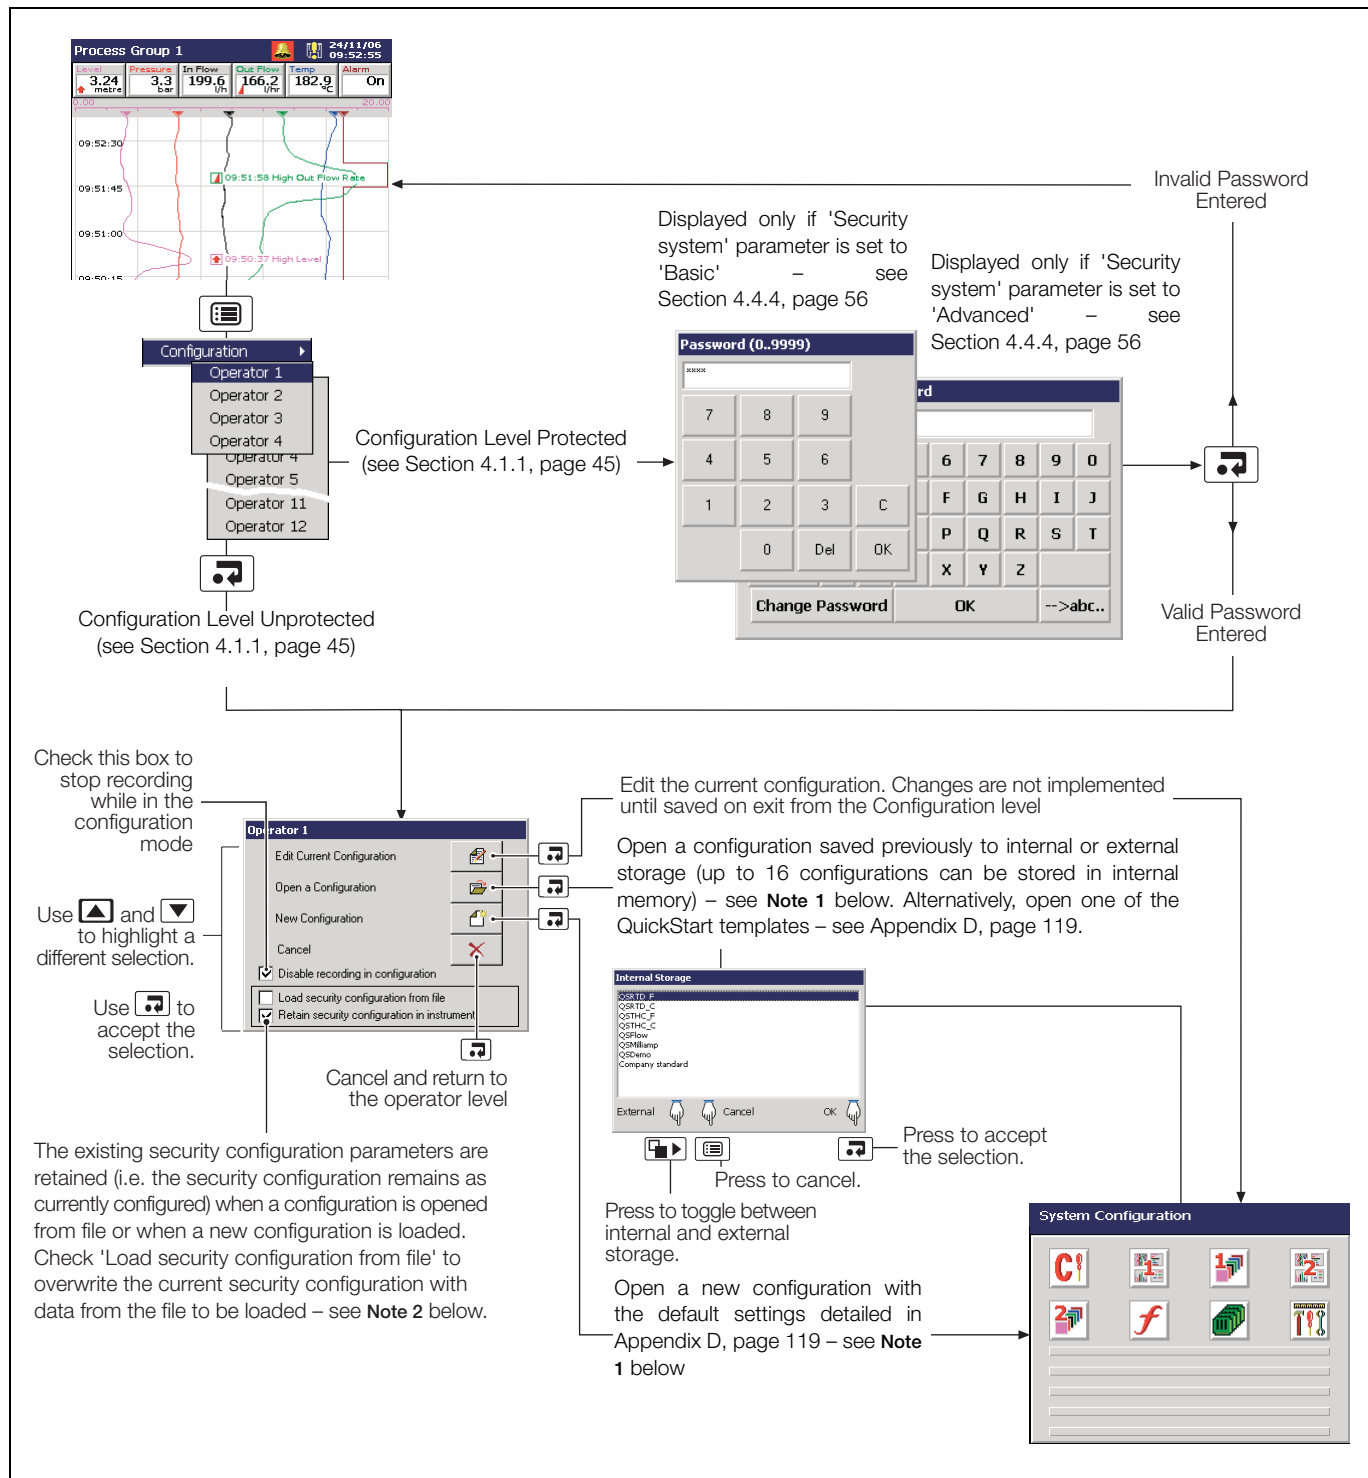 Process Group 1
24/11/06
09:52:55
Level
3.24
metre
Pressure
3.3
bar
In Flow
199.6
l/h
Out Flow
166.2
l/hr
Temp
182.9
°C
Alarm
On
0.00
20.00
09:52:30
09:51:58 High Out Flow Rate
09:51:45
09:51:00
09:50:37 High Level
09:50:15
Invalid Password
Entered
Displayed only if 'Security
system' parameter is set to
'Basic' – see
Section 4.4.4, page 56
Displayed only if 'Security
system' parameter is set to
'Advanced' – see
Section 4.4.4, page 56
Configuration
Operator 1
Operator 2
Operator 3
Operator 4
Operator 4
Operator 5
Operator 11
Operator 12
Configuration Level Protected
(see Section 4.1.1, page 45)
Password (0..9999)
xxxx
7 8 9
4 5 6
1 2 3 C
0 Del OK
rd
6 7 8 9 0
F G H I J
P Q R S T
X Y Z
Change Password OK -->abc..
Configuration Level Unprotected
(see Section 4.1.1, page 45)
Valid Password
Entered
Check this box to
stop recording
while in the
configuration
mode
Use and
to highlight a
different selection.
Use to
accept the
selection.
Operator 1
Edit Current Configuration
Open a Configuration
New Configuration
Cancel
Disable recording in configuration
Load security configuration from file
Retain security configuration in instrument
Edit the current configuration. Changes are not implemented
until saved on exit from the Configuration level
Open a configuration saved previously to internal or external
storage (up to 16 configurations can be stored in internal
memory) – see Note 1 below. Alternatively, open one of the
QuickStart templates – see Appendix D, page 119.
Cancel and return to
the operator level
Internal Storage
QSRTD_F
QSRTD_C
QSTHC_F
QSTHC_C
QSFlow
QSMilliamp
QSDemo
Company standard
External
Cancel
OK
Press to accept
the selection.
Press to cancel.
Press to toggle between
internal and external
storage.
The existing security configuration parameters are
retained (i.e. the security configuration remains as
currently configured) when a configuration is opened
from file or when a new configuration is loaded.
Check 'Load security configuration from file' to
overwrite the current security configuration with
data from the file to be loaded – see Note 2 below.
Open a new configuration with
the default settings detailed in
Appendix D, page 119 – see Note
1 below
System Configuration
C
1
1
2
2
f